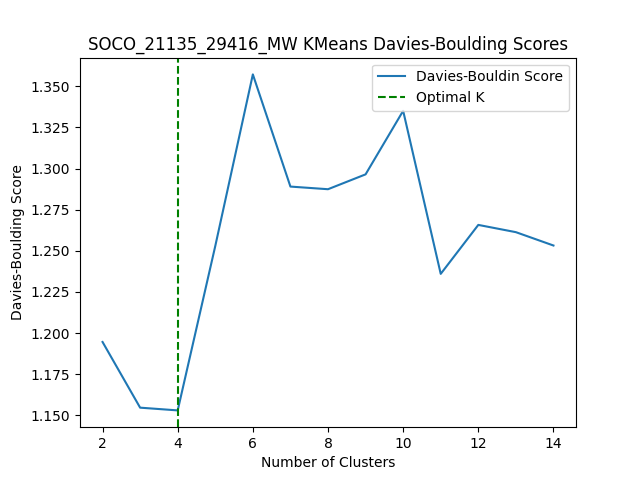 SOCO_21135_29416_MW KMeans Davies-Boulding Scores
Davies-Bouldin Score
Optimal K
Davies-Boulding Score
1.350
1.325
1.300
1.275
1.250
1.225
1.200
1.175
1.150
2 4 6 8 10 12 14
Number of Clusters